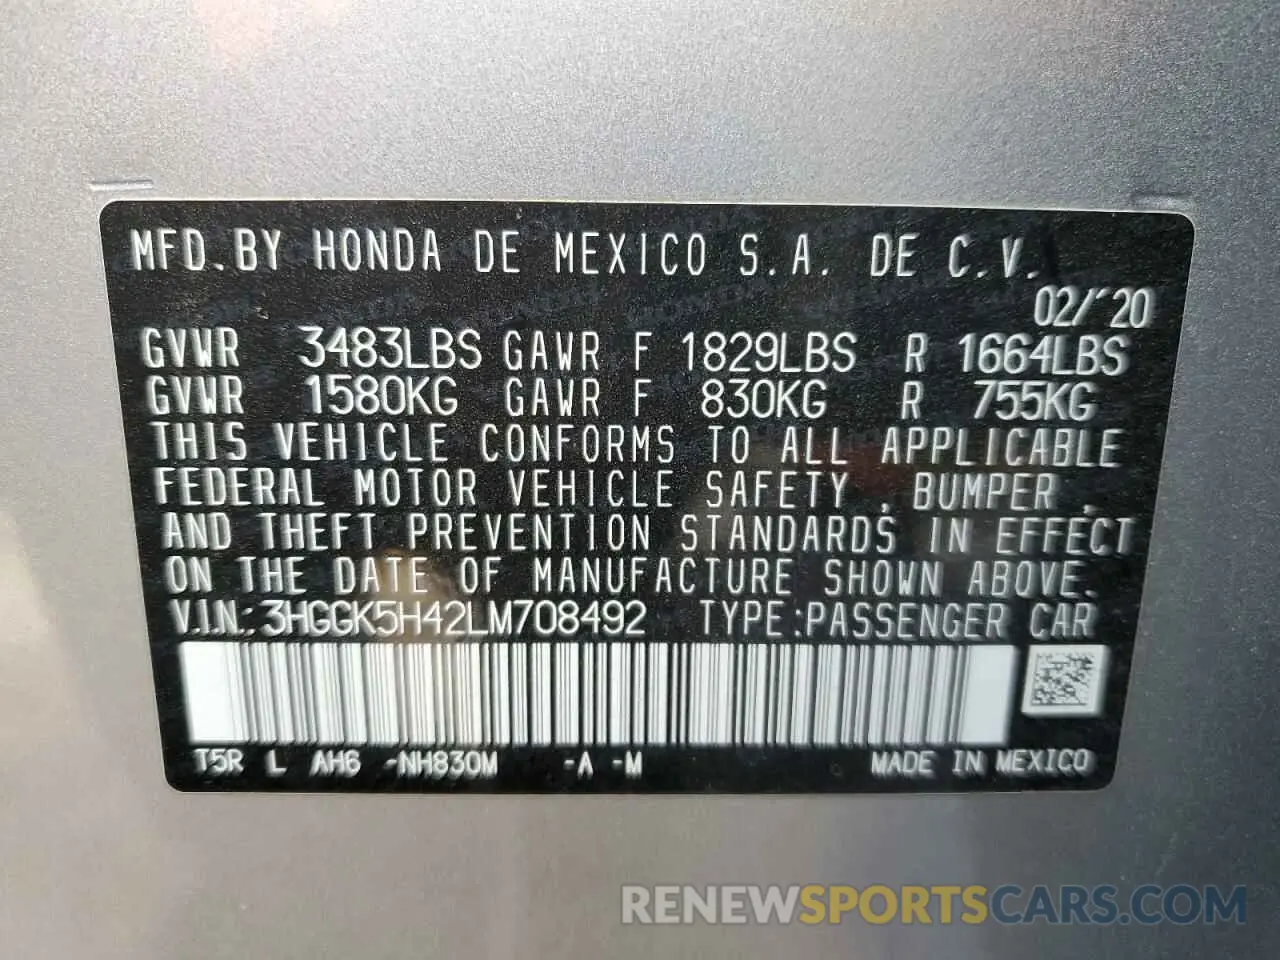 MFD.BY HONDA DE MEXICO S.A. DE C.V.
02/'20
GVWR 3483LBS GAWR F 1829LBS R 1664LBS
GVWR 1580KG GAWR F 830KG R 755KG
THIS VEHICLE CONFORMS TO ALL APPLICABLE
FEDERAL MOTOR VEHICLE SAFETY , BUMPER ,
AND THEFT PREVENTION STANDARDS IN EFFECT
ON THE DATE OF MANUFACTURE SHOWN ABOVE.
V.I.N.: 3HGGK5H42LM708492 TYPE:PASSENGER CAR
T5R L AH6 -NH830M -A -M MADE IN MEXICO
RENEWSPORTSCARS.COM